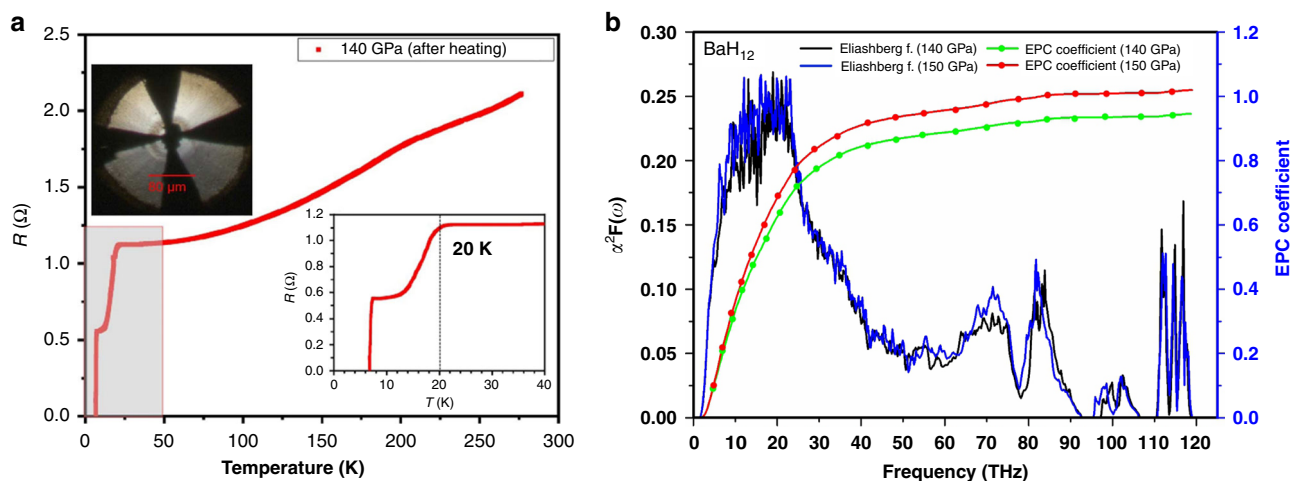 a
2.5
2.0
1.5
1.0
0.5
0.0
R (Ω)
140 GPa (after heating)
60 µm
1.2
1.0
0.8
0.6
0.4
0.2
0.0
R (Ω)
20 K
0 10 20 30 40
T (K)
0 50 100 150 200 250 300
Temperature (K)
b
BaH12
Eliashberg f. (140 GPa)
EPC coefficient (140 GPa)
Eliashberg f. (150 GPa)
EPC coefficient (150 GPa)
0.30
0.25
0.20
0.15
0.10
0.05
0.00
α²F(ω)
1.2
1.0
0.8
0.6
0.4
0.2
0.0
EPC coefficient
0 10 20 30 40 50 60 70 80 90 100 110 120
Frequency (THz)